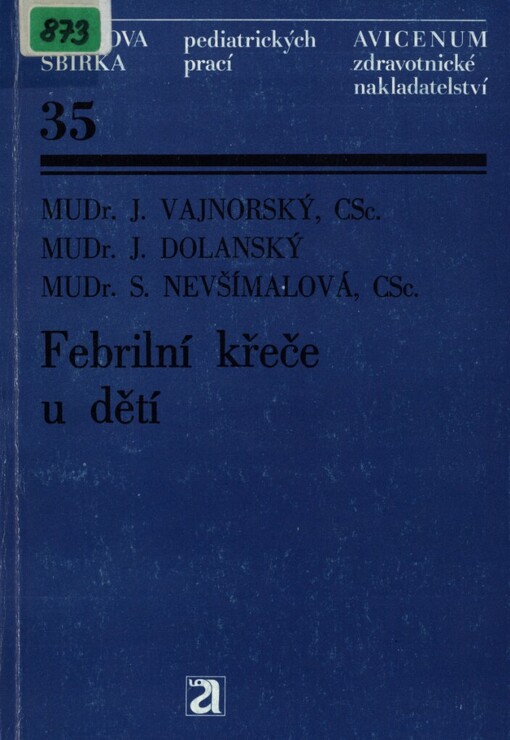 873
OVA
SBÍRKA
pediatrických
prací
AVICENUM
zdravotnické
nakladatelství
35
MUDr. J. VAJNORSKÝ, CSc.
MUDr. J. DOLANSKÝ
MUDr. S. NEVŠÍMALOVÁ, CSc.
Febrilní křeče
u dětí
a